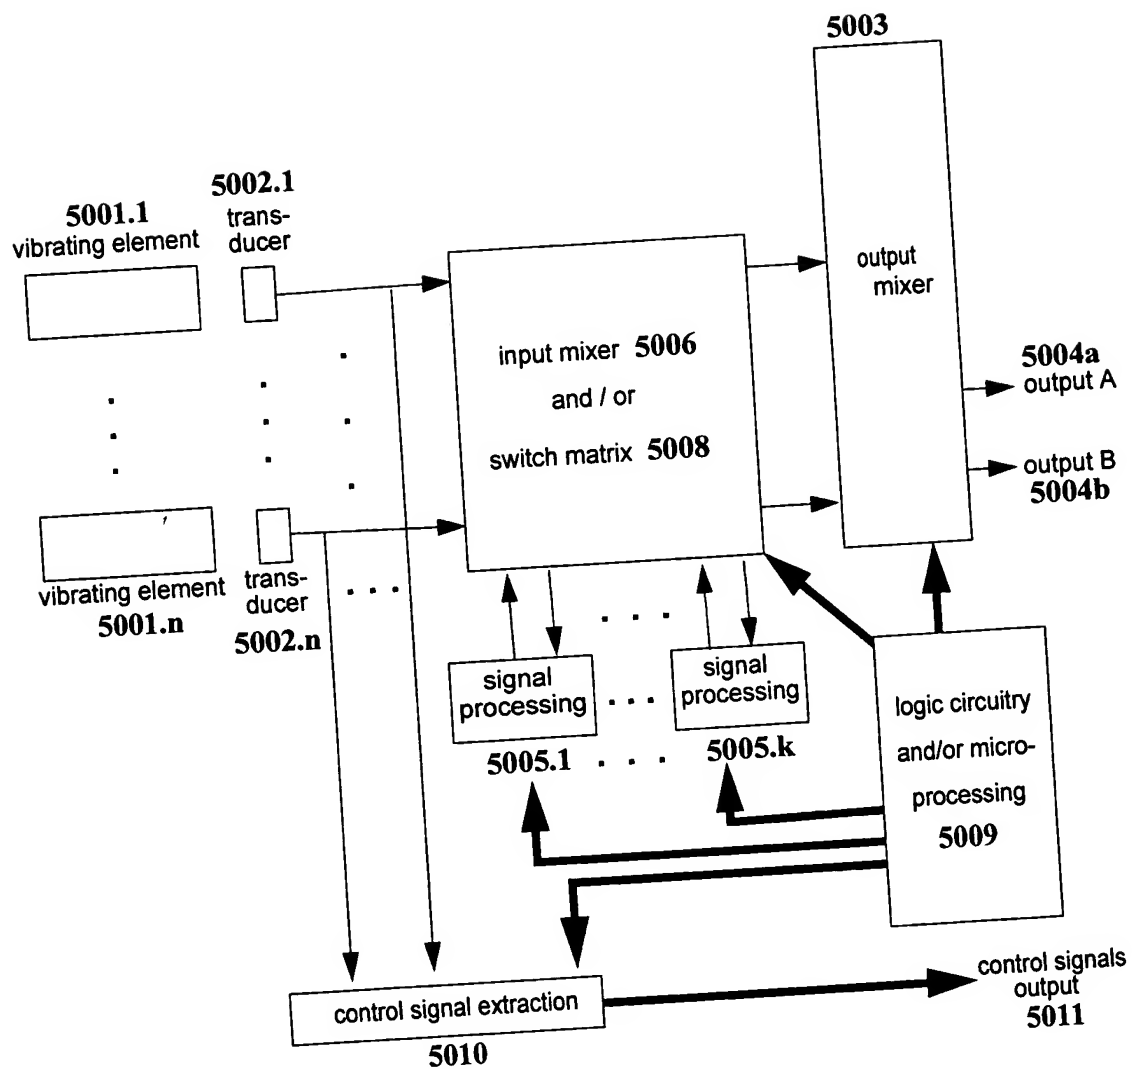 5003
5002.1
trans-
ducer
5001.1
vibrating element
output
mixer
input mixer 5006
and / or
switch matrix 5008
5004a
output A
output B
5004b
vibrating element
5001.n
trans-
ducer
5002.n
signal
processing
5005.1
signal
processing
5005.k
logic circuitry
and/or micro-
processing
5009
control signal extraction
5010
control signals
output
5011